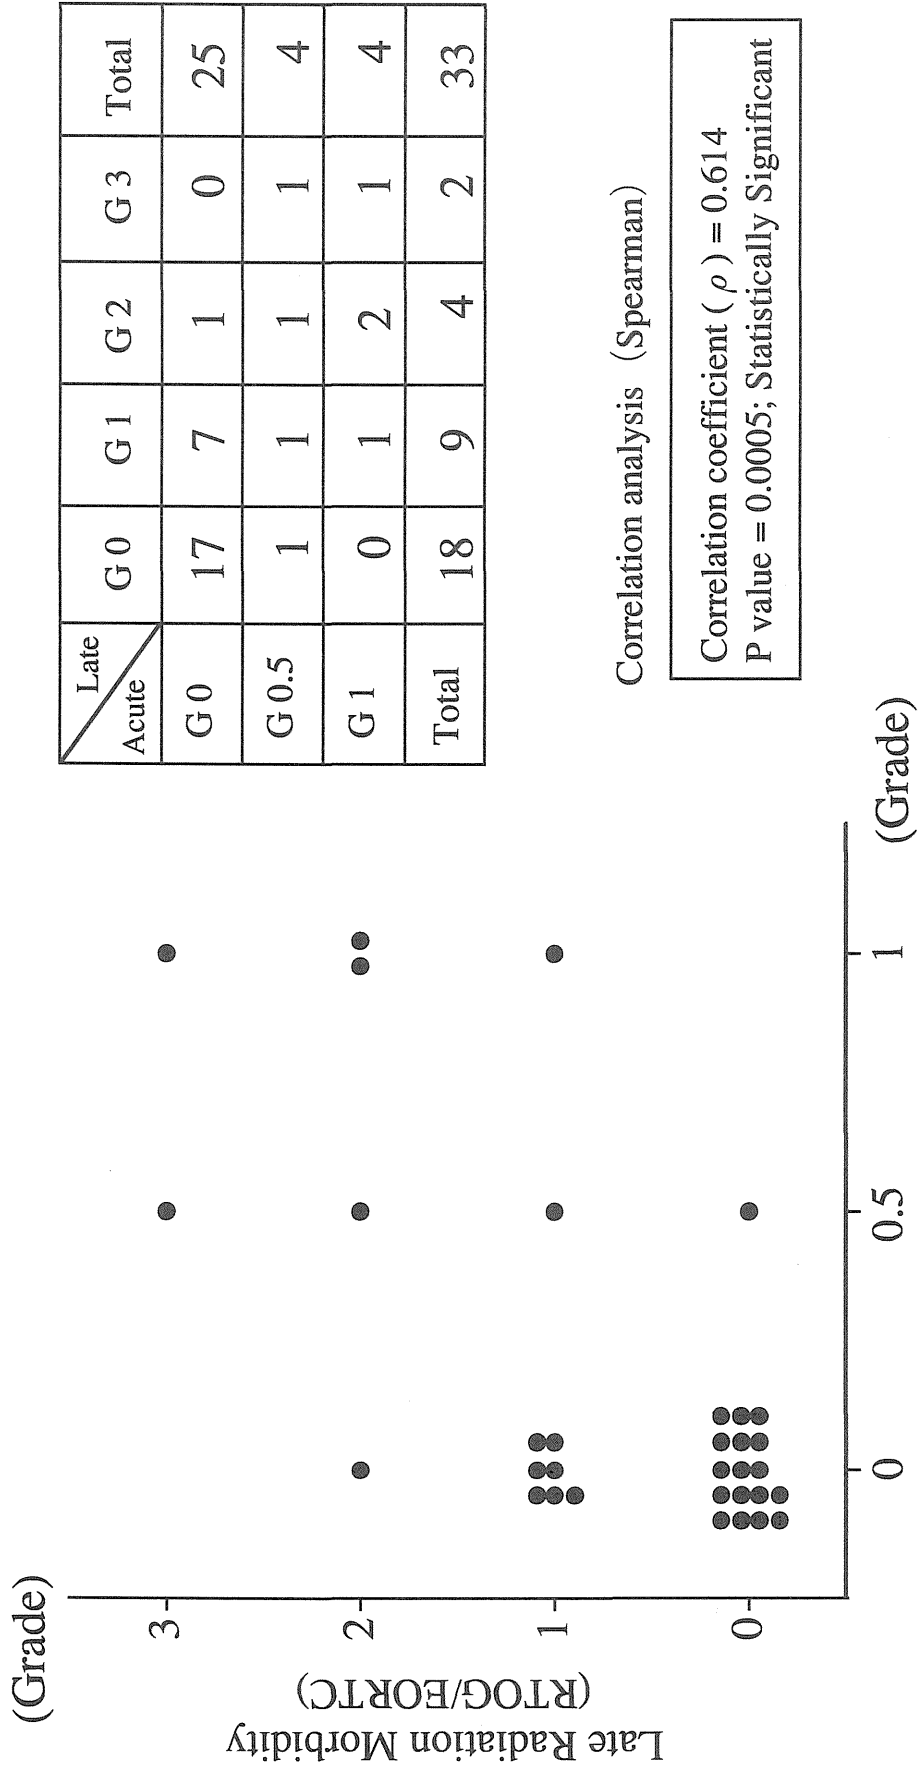 (Grade)
Late Radiation Morbidity
(RTOG/EORTC)
3
2
1
0
0
0.5
1
(Grade)
Late
Acute
G 0 G 1 G 2 G 3 Total
G 0 17 7 1 0 25
G 0.5 1 1 1 1 4
G 1 0 1 2 1 4
Total 18 9 4 2 33
Correlation analysis (Spearman)
Correlation coefficient ( ρ ) = 0.614
P value = 0.0005; Statistically Significant